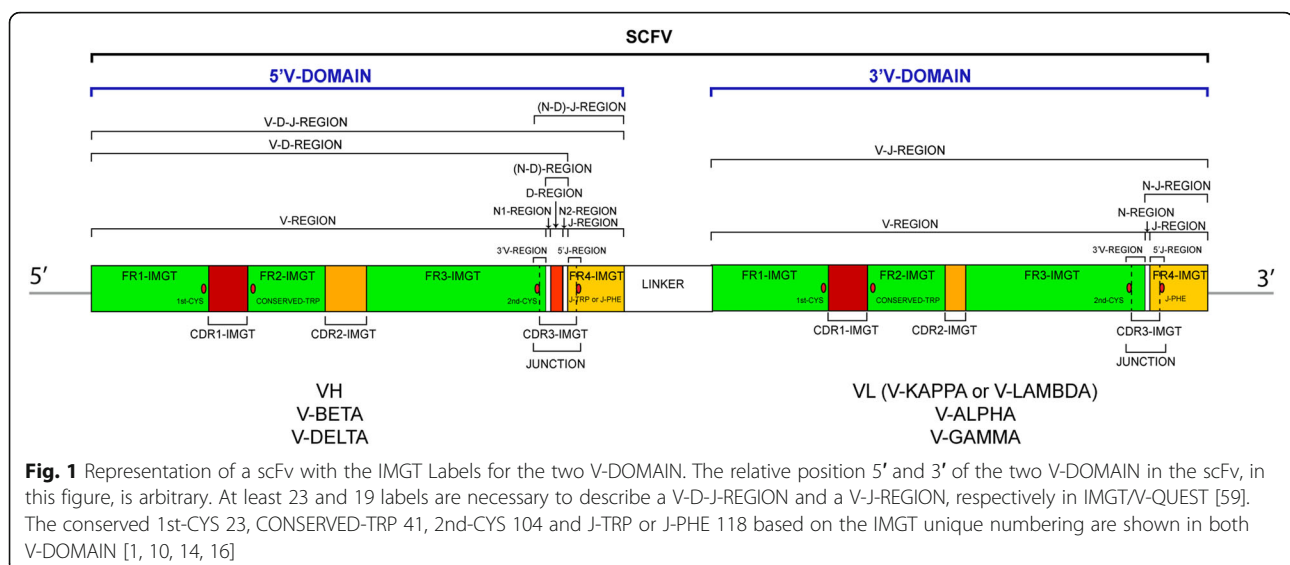 SCFV
5'V-DOMAIN 3'V-DOMAIN
(N-D)-J-REGION
V-D-J-REGION
V-D-REGION V-J-REGION
(N-D)-REGION
D-REGION N-J-REGION
N1-REGION N2-REGION N-REGION
V-REGION J-REGION V-REGION J-REGION
3'V-REGION 5'J-REGION 3'V-REGION 5'J-REGION
5′ FR1-IMGT FR2-IMGT FR3-IMGT FR4-IMGT LINKER FR1-IMGT FR2-IMGT FR3-IMGT FR4-IMGT 3′
1st-CYS CONSERVED-TRP 2nd-CYS J-TRP or J-PHE 1st-CYS CONSERVED-TRP 2nd-CYS J-PHE
CDR1-IMGT CDR2-IMGT CDR3-IMGT CDR1-IMGT CDR2-IMGT CDR3-IMGT
JUNCTION JUNCTION
VH VL (V-KAPPA or V-LAMBDA)
V-BETA V-ALPHA
V-DELTA V-GAMMA
Fig. 1 Representation of a scFv with the IMGT Labels for the two V-DOMAIN. The relative position 5′ and 3′ of the two V-DOMAIN in the scFv, in
this figure, is arbitrary. At least 23 and 19 labels are necessary to describe a V-D-J-REGION and a V-J-REGION, respectively in IMGT/V-QUEST [59].
The conserved 1st-CYS 23, CONSERVED-TRP 41, 2nd-CYS 104 and J-TRP or J-PHE 118 based on the IMGT unique numbering are shown in both
V-DOMAIN [1, 10, 14, 16]